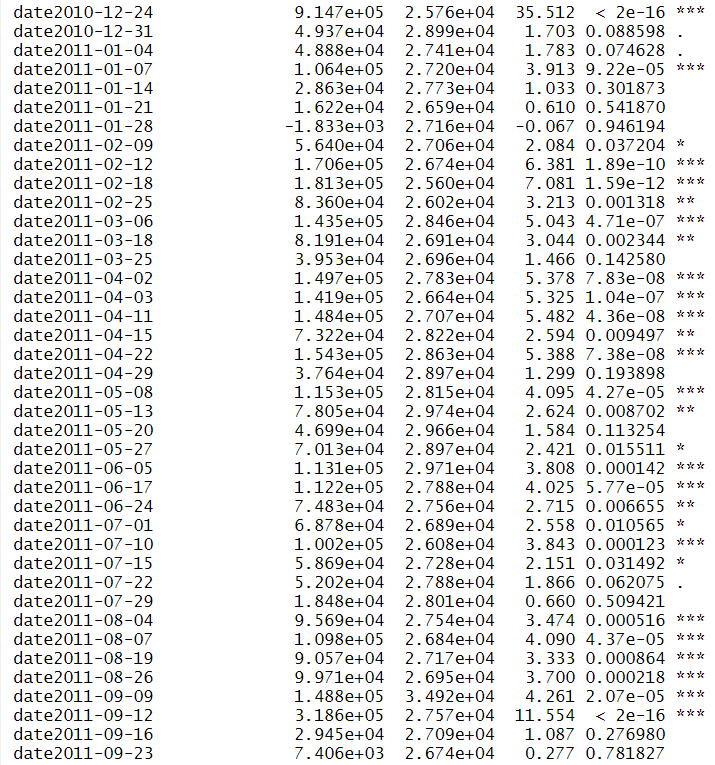 date2010-12-24 9.147e+05 2.576e+04 35.512 < 2e-16 ***
date2010-12-31 4.937e+04 2.899e+04 1.703 0.088598 .
date2011-01-04 4.888e+04 2.741e+04 1.783 0.074628 .
date2011-01-07 1.064e+05 2.720e+04 3.913 9.22e-05 ***
date2011-01-14 2.863e+04 2.773e+04 1.033 0.301873
date2011-01-21 1.622e+04 2.659e+04 0.610 0.541870
date2011-01-28 -1.833e+03 2.716e+04 -0.067 0.946194
date2011-02-09 5.640e+04 2.706e+04 2.084 0.037204 *
date2011-02-12 1.706e+05 2.674e+04 6.381 1.89e-10 ***
date2011-02-18 1.813e+05 2.560e+04 7.081 1.59e-12 ***
date2011-02-25 8.360e+04 2.602e+04 3.213 0.001318 **
date2011-03-06 1.435e+05 2.846e+04 5.043 4.71e-07 ***
date2011-03-18 8.191e+04 2.691e+04 3.044 0.002344 **
date2011-03-25 3.953e+04 2.696e+04 1.466 0.142580
date2011-04-02 1.497e+05 2.783e+04 5.378 7.83e-08 ***
date2011-04-03 1.419e+05 2.664e+04 5.325 1.04e-07 ***
date2011-04-11 1.484e+05 2.707e+04 5.482 4.36e-08 ***
date2011-04-15 7.322e+04 2.822e+04 2.594 0.009497 **
date2011-04-22 1.543e+05 2.863e+04 5.388 7.38e-08 ***
date2011-04-29 3.764e+04 2.897e+04 1.299 0.193898
date2011-05-08 1.153e+05 2.815e+04 4.095 4.27e-05 ***
date2011-05-13 7.805e+04 2.974e+04 2.624 0.008702 **
date2011-05-20 4.699e+04 2.966e+04 1.584 0.113254
date2011-05-27 7.013e+04 2.897e+04 2.421 0.015511 *
date2011-06-05 1.131e+05 2.971e+04 3.808 0.000142 ***
date2011-06-17 1.122e+05 2.788e+04 4.025 5.77e-05 ***
date2011-06-24 7.483e+04 2.756e+04 2.715 0.006655 **
date2011-07-01 6.878e+04 2.689e+04 2.558 0.010565 *
date2011-07-10 1.002e+05 2.608e+04 3.843 0.000123 ***
date2011-07-15 5.869e+04 2.728e+04 2.151 0.031492 *
date2011-07-22 5.202e+04 2.788e+04 1.866 0.062075 .
date2011-07-29 1.848e+04 2.801e+04 0.660 0.509421
date2011-08-04 9.569e+04 2.754e+04 3.474 0.000516 ***
date2011-08-07 1.098e+05 2.684e+04 4.090 4.37e-05 ***
date2011-08-19 9.057e+04 2.717e+04 3.333 0.000864 ***
date2011-08-26 9.971e+04 2.695e+04 3.700 0.000218 ***
date2011-09-09 1.488e+05 3.492e+04 4.261 2.07e-05 ***
date2011-09-12 3.186e+05 2.757e+04 11.554 < 2e-16 ***
date2011-09-16 2.945e+04 2.709e+04 1.087 0.276980
date2011-09-23 7.406e+03 2.674e+04 0.277 0.781827